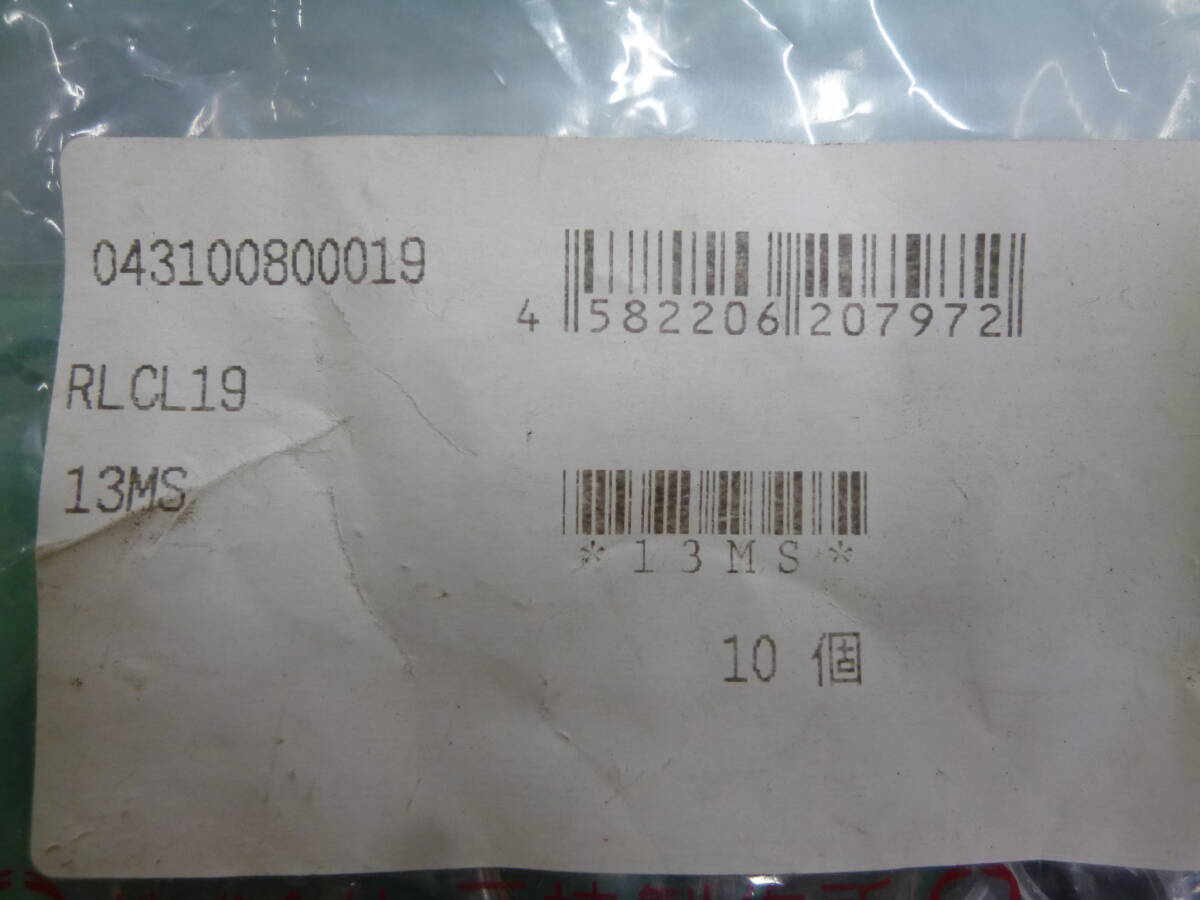 043100800019
4 582206 207972
RLCL19
13MS
*13MS*
10 個